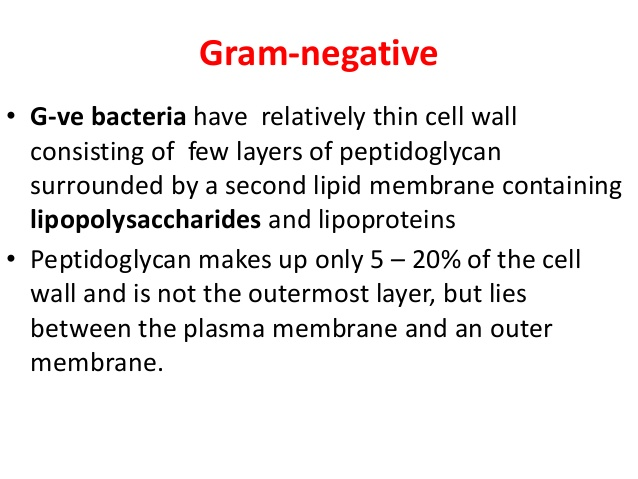 Gram-negative
• G-ve bacteria have  relatively thin cell wall
consisting of  few layers of peptidoglycan
surrounded by a second lipid membrane containing
lipopolysaccharides and lipoproteins
• Peptidoglycan makes up only 5 – 20% of the cell
wall and is not the outermost layer, but lies
between the plasma membrane and an outer
membrane.